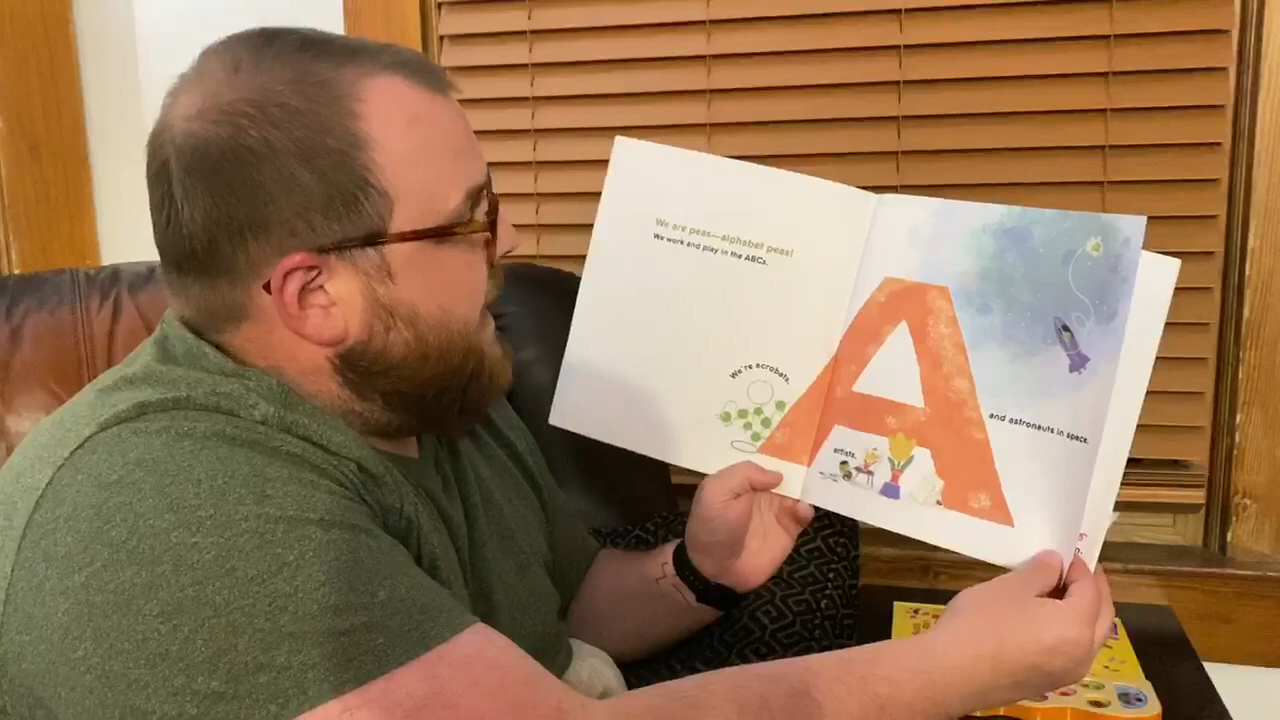 We are peas—alphabet peas!
We work and play in the ABCs.
We're acrobats,
artists,
and astronauts in space.
A